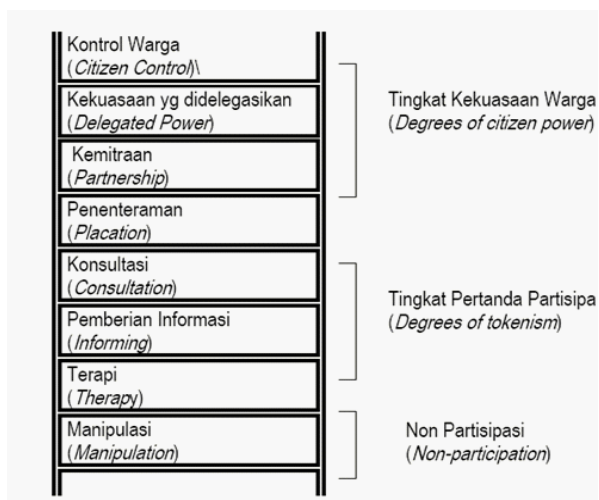 Kontrol Warga
(Citizen Control)\
Kekuasaan yg didelegasikan
(Delegated Power)
Kemitraan
(Partnership)
Penenteraman
(Placation)
Konsultasi
(Consultation)
Pemberian Informasi
(Informing)
Terapi
(Therapy)
Manipulasi
(Manipulation)
Tingkat Kekuasaan Warga
(Degrees of citizen power)
Tingkat Pertanda Partisipa
(Degrees of tokenism)
Non Partisipasi
(Non-participation)